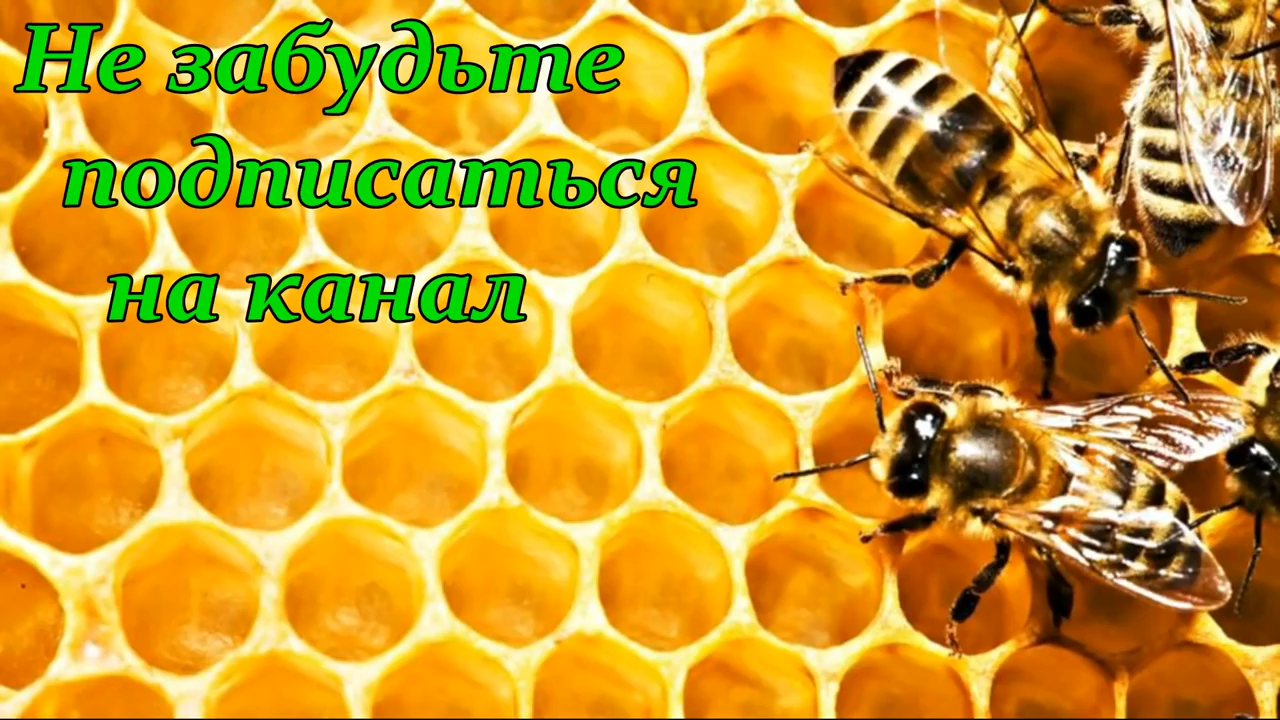 Не забудьте
подписаться
на канал